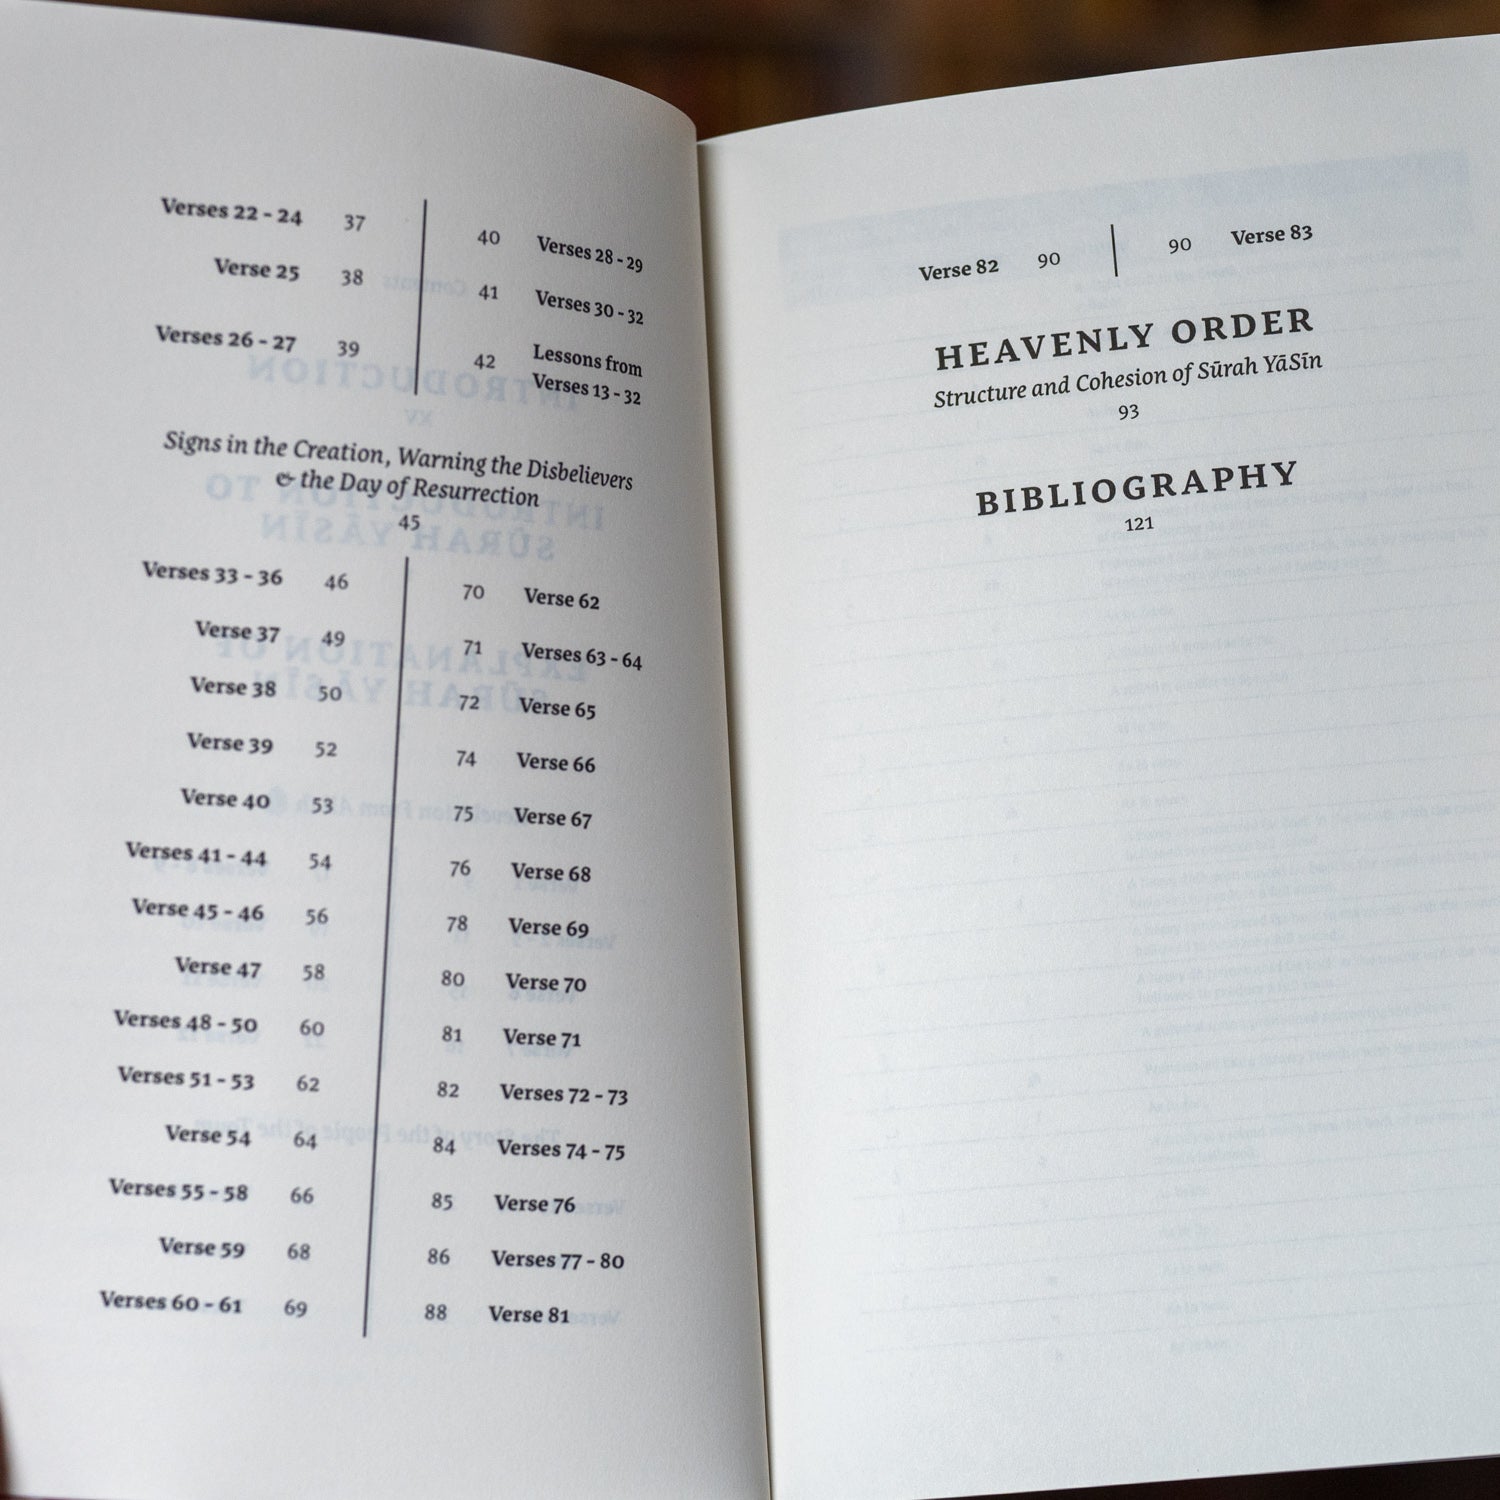 Verses 22 - 24 37
Verse 25 38
Verses 26 - 27 39
40 Verses 28 - 29
41 Verses 30 - 32
42 Lessons from
Verses 13 - 32
Signs in the Creation, Warning the Disbelievers
& the Day of Resurrection
45
Verses 33 - 36 46
Verse 37 49
Verse 38 50
Verse 39 52
Verse 40 53
Verses 41 - 44 54
Verse 45 - 46 56
Verse 47 58
Verses 48 - 50 60
Verses 51 - 53 62
Verse 54 64
Verses 55 - 58 66
Verse 59 68
Verses 60 - 61 69
70 Verse 62
71 Verses 63 - 64
72 Verse 65
74 Verse 66
75 Verse 67
76 Verse 68
78 Verse 69
80 Verse 70
81 Verse 71
82 Verses 72 - 73
84 Verses 74 - 75
85 Verse 76
86 Verses 77 - 80
88 Verse 81
Verse 82 90
90 Verse 83
HEAVENLY ORDER
Structure and Cohesion of Sūrah YāSīn
93
BIBLIOGRAPHY
121